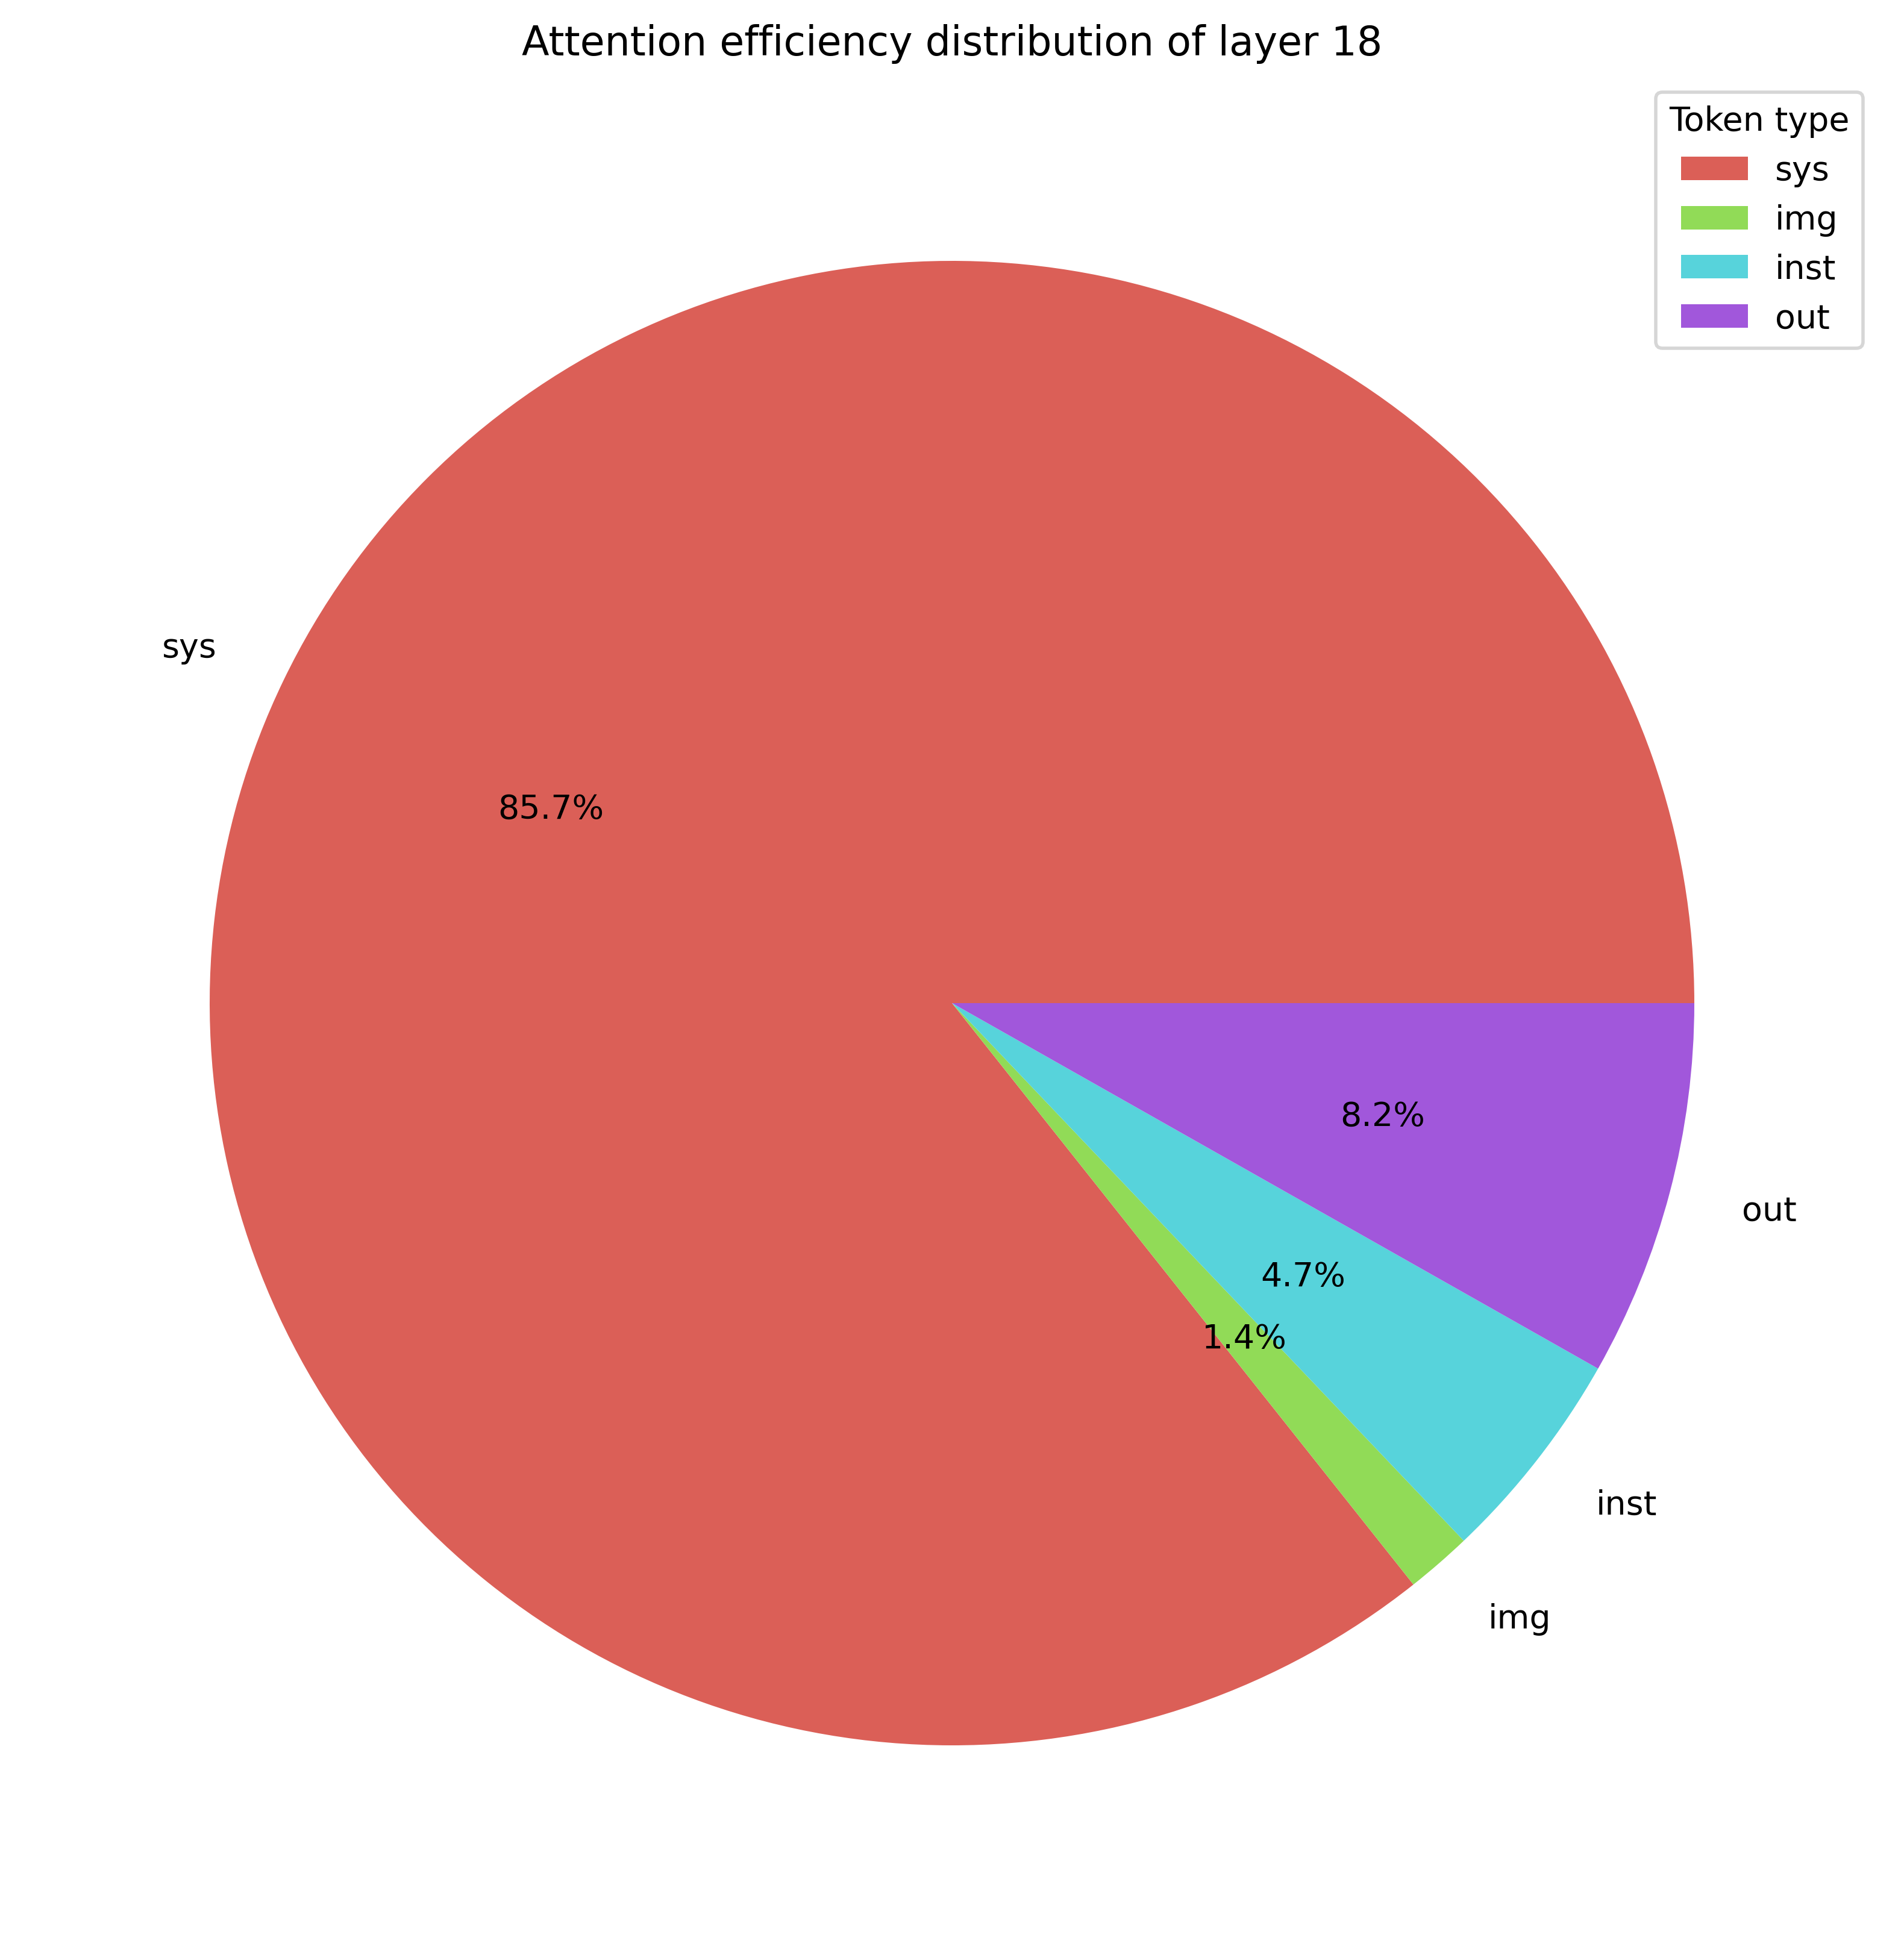 Attention efficiency distribution of layer 18
Token type
sys
img
inst
out
sys
85.7%
8.2%
out
4.7%
1.4%
inst
img